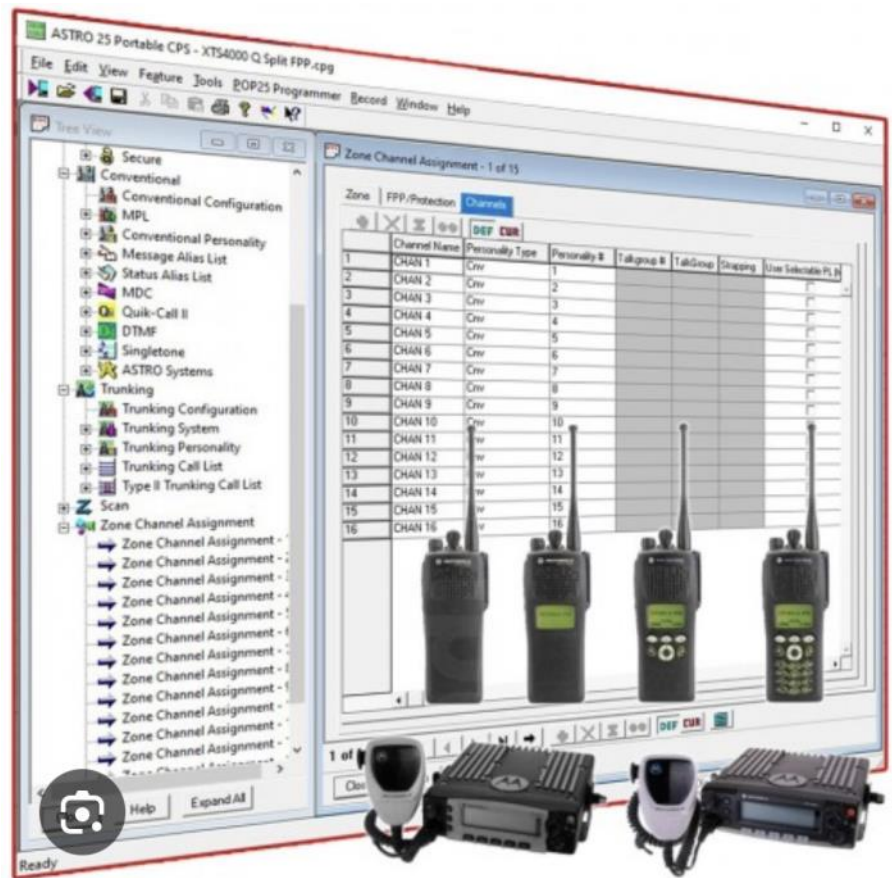 ASTRO 25 Portable CPS - XTS4000 Q Split FPP.cpg
File Edit View Feature Tools POP25 Programmer Record Window Help
Tree View
Secure
Conventional
Conventional Configuration
MPL
Conventional Personality
Message Alias List
Status Alias List
MDC
Quik-Call II
DTMF
Singletone
ASTRO Systems
Trunking
Trunking Configuration
Trunking System
Trunking Personality
Trunking Call List
Type II Trunking Call List
Scan
Zone Channel Assignment
Zone Channel Assignment -
Zone Channel Assignment -
Zone Channel Assignment -
Zone Channel Assignment -
Zone Channel Assignment -
Zone Channel Assignment -
Zone Channel Assignment -
Zone Channel Assignment -
Zone Channel Assignment -
Zone Channel Assignment -
Zone Channel Assignment -
Zone Channel Assignment -
Help Expand All
Ready
Zone Channel Assignment - 1 of 15
Zone FPP/Protection Channels
DEF CUR
Channel Name Personality Type Personality # Talkgroup # TalkGroup Strapping User Selectable PL
1 CHAN 1 Cnv 1
2 CHAN 2 Cnv 2
3 CHAN 3 Cnv 3
4 CHAN 4 Cnv 4
5 CHAN 5 Cnv 5
6 CHAN 6 Cnv 6
7 CHAN 7 Cnv 7
8 CHAN 8 Cnv 8
9 CHAN 9 Cnv 9
10 CHAN 10 Cnv 10
11 CHAN 11 11
12 CHAN 12 12
13 CHAN 13 13
14 CHAN 14 14
15 CHAN 15 15
16 CHAN 16 16
1 of
DEF CUR